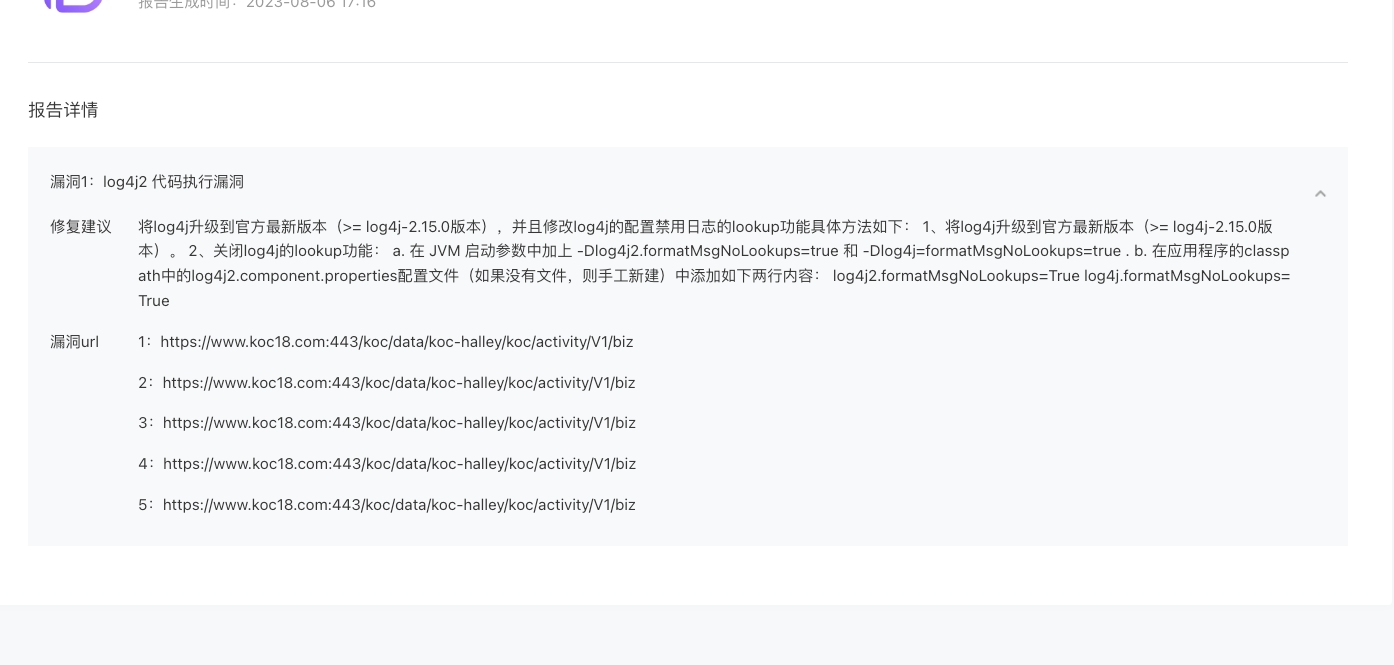 报告生成时间：2023-08-06 17:16
报告详情
漏洞1：log4j2 代码执行漏洞
修复建议 将log4j升级到官方最新版本（>= log4j-2.15.0版本），并且修改log4j的配置禁用日志的lookup功能具体方法如下： 1、将log4j升级到官方最新版本（>= log4j-2.15.0版
本）。 2、关闭log4j的lookup功能： a. 在 JVM 启动参数中加上 -Dlog4j2.formatMsgNoLookups=true 和 -Dlog4j=formatMsgNoLookups=true . b. 在应用程序的classp
ath中的log4j2.component.properties配置文件（如果没有文件，则手工新建）中添加如下两行内容： log4j2.formatMsgNoLookups=True log4j.formatMsgNoLookups=
True
漏洞url 1：https://www.koc18.com:443/koc/data/koc-halley/koc/activity/V1/biz
2：https://www.koc18.com:443/koc/data/koc-halley/koc/activity/V1/biz
3：https://www.koc18.com:443/koc/data/koc-halley/koc/activity/V1/biz
4：https://www.koc18.com:443/koc/data/koc-halley/koc/activity/V1/biz
5：https://www.koc18.com:443/koc/data/koc-halley/koc/activity/V1/biz